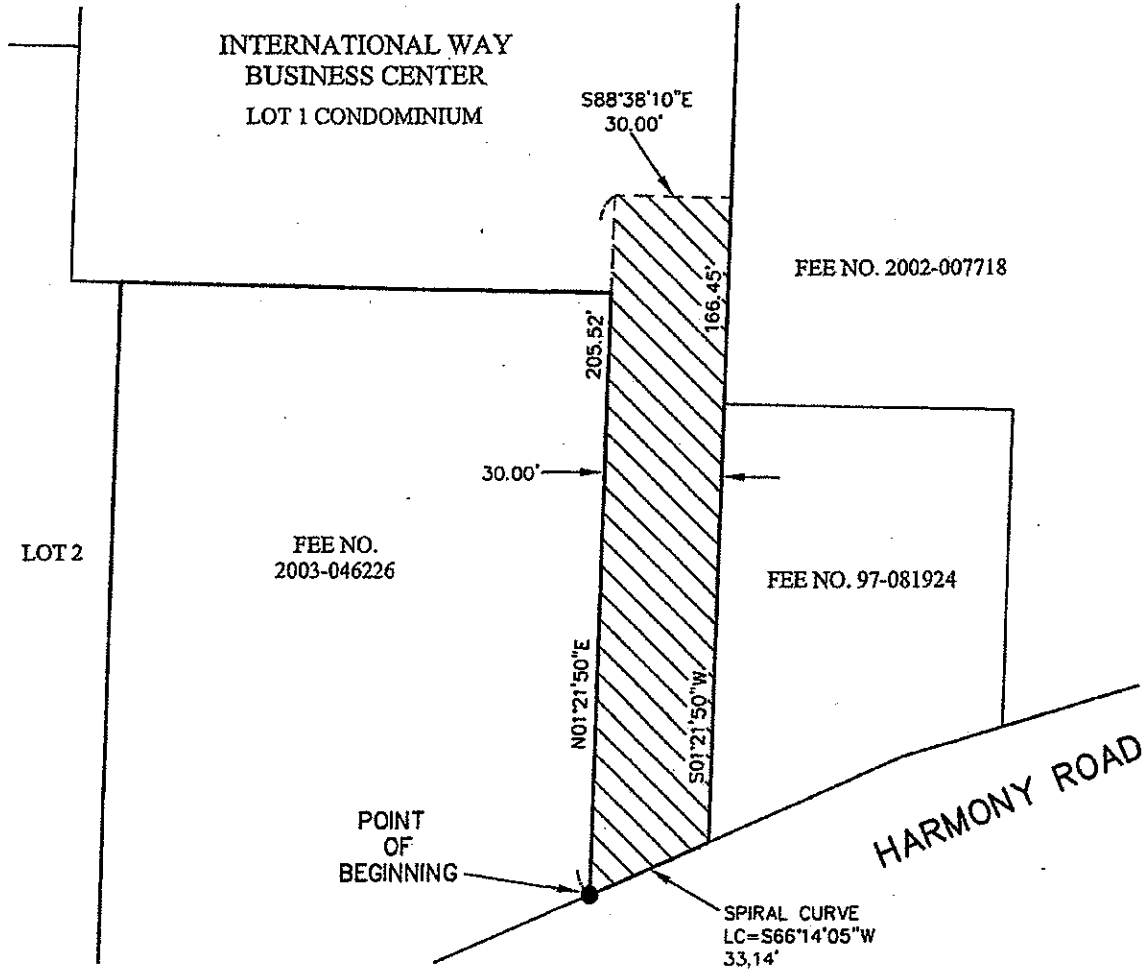 INTERNATIONAL WAY
BUSINESS CENTER
LOT 1 CONDOMINIUM
S88°38'10"E
30.00'
FEE NO. 2002-007718
166.45'
205.52'
30.00'
LOT 2
FEE NO.
2003-046226
FEE NO. 97-081924
N01°21'50"E
S01°21'50"W
POINT
OF
BEGINNING
HARMONY ROAD
SPIRAL CURVE
LC=S66°14'05"W
33,14'